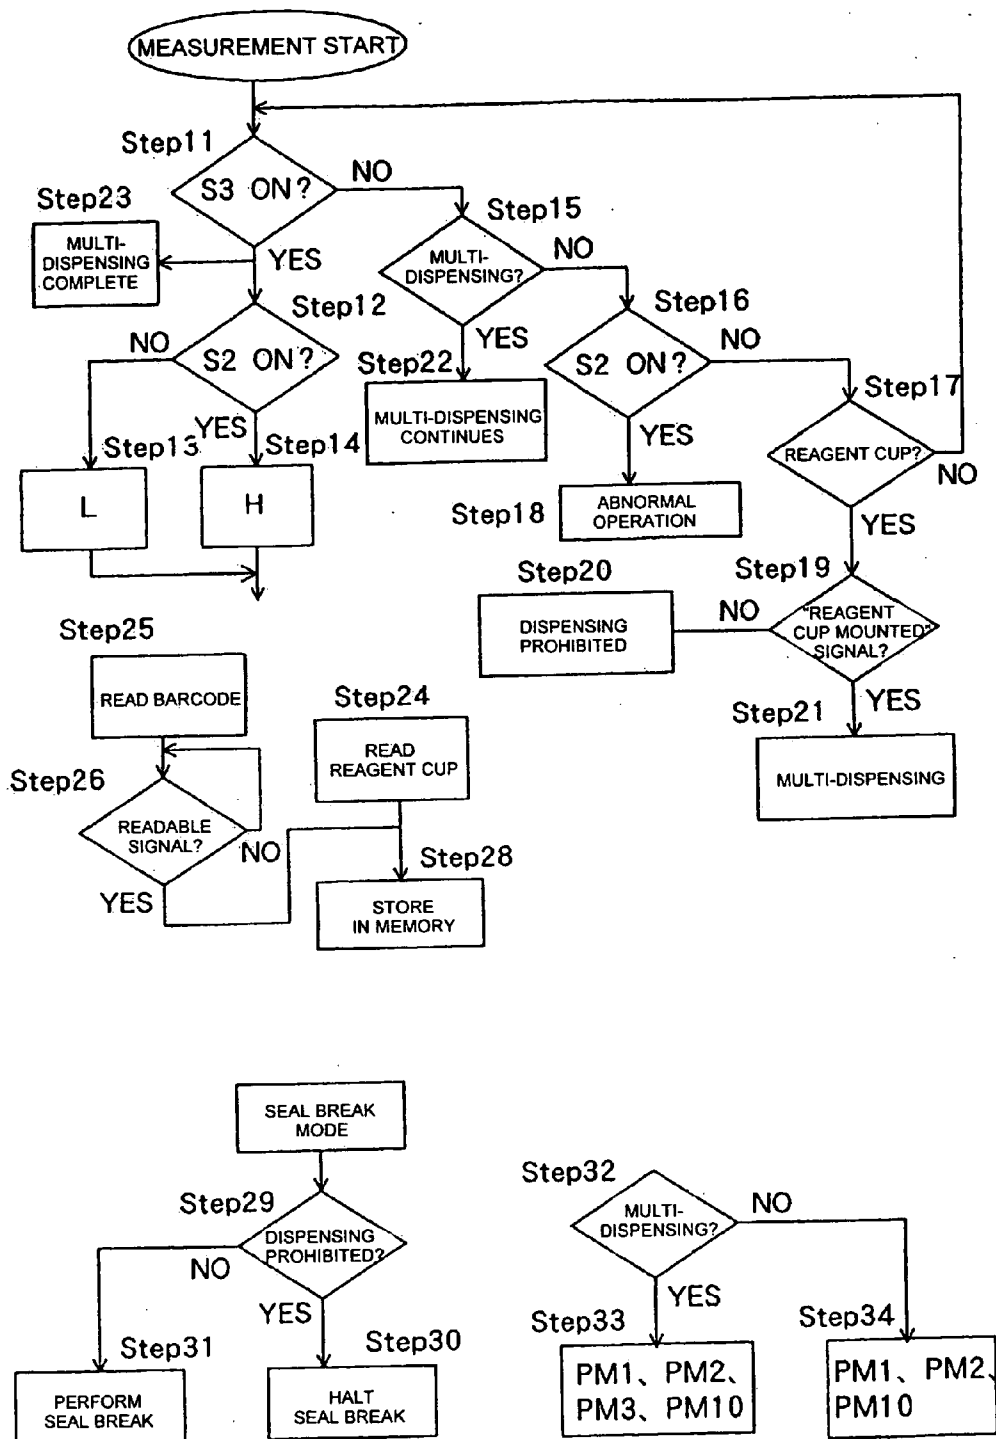 MEASUREMENT START
Step11
S3 ON?
NO
YES
Step23
MULTI-
DISPENSING
COMPLETE
Step15
MULTI-
DISPENSING?
NO
YES
Step12
S2 ON?
NO
YES
Step16
S2 ON?
NO
YES
Step22
MULTI-DISPENSING
CONTINUES
Step17
REAGENT CUP?
NO
YES
Step13
L
Step14
H
Step18
ABNORMAL
OPERATION
Step19
"REAGENT
CUP MOUNTED"
SIGNAL?
NO
YES
Step20
DISPENSING
PROHIBITED
Step21
MULTI-DISPENSING
Step25
READ BARCODE
Step24
READ
REAGENT CUP
Step26
READABLE
SIGNAL?
NO
YES
Step28
STORE
IN MEMORY
SEAL BREAK
MODE
Step29
DISPENSING
PROHIBITED?
NO
YES
Step31
PERFORM
SEAL BREAK
Step30
HALT
SEAL BREAK
Step32
MULTI-
DISPENSING?
NO
YES
Step33
PM1、PM2、
PM3、PM10
Step34
PM1、PM2、
PM10